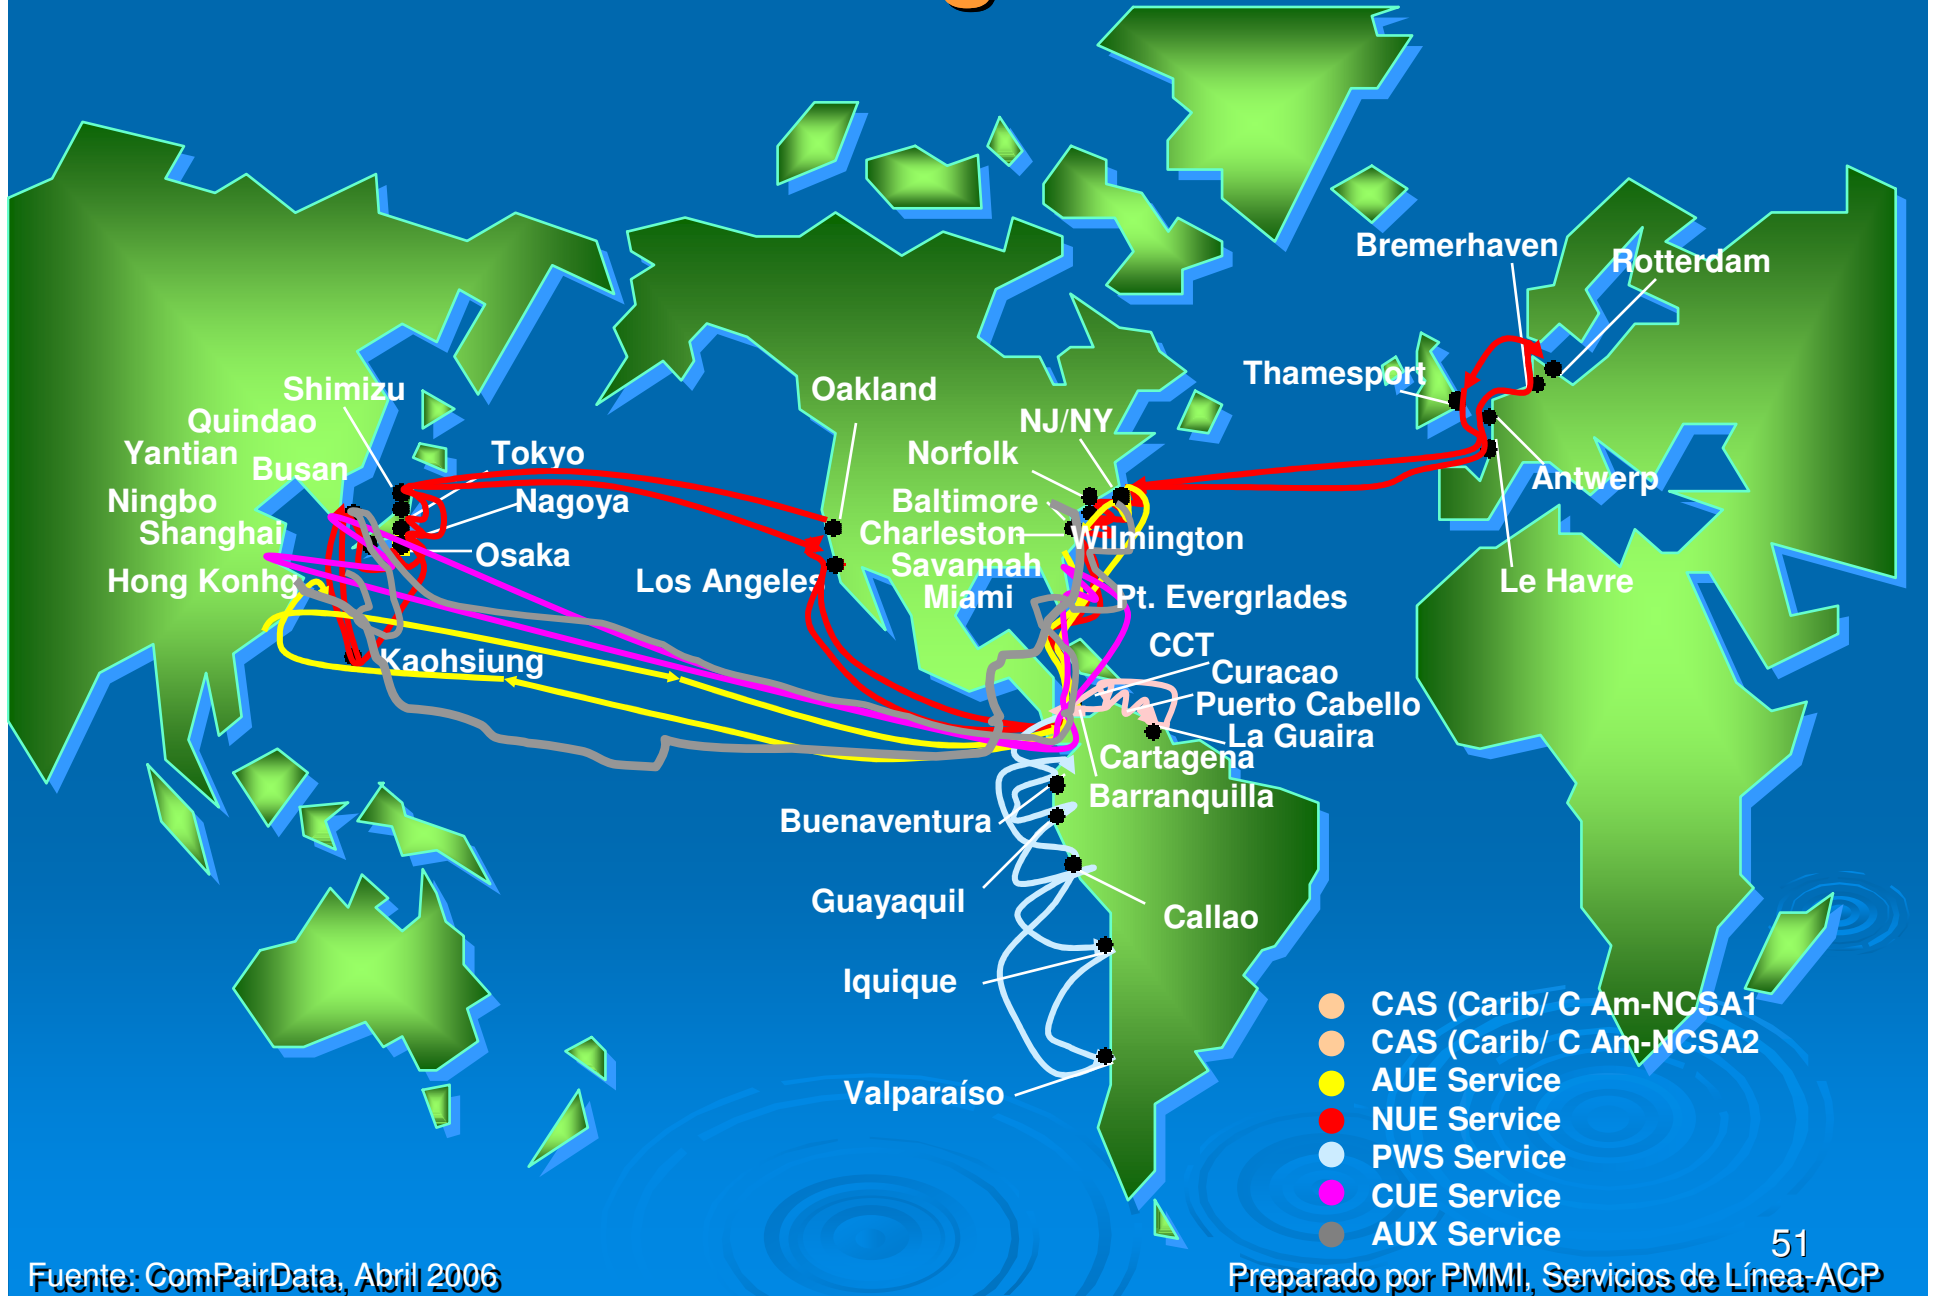 Bremerhaven
Rotterdam
Thamesport
Shimizu
Oakland
Quindao
NJ/NY
Yantian
Busan
Tokyo
Norfolk
Antwerp
Ningbo
Nagoya
Baltimore
Shanghai
Charleston
Wilmington
Osaka
Savannah
Hong Konhg
Los Angeles
Miami
Pt. Evergrlades
Le Havre
CCT
Kaohsiung
Curacao
Puerto Cabello
La Guaira
Cartagena
Barranquilla
Buenaventura
Guayaquil
Callao
Iquique
Valparaíso
CAS (Carib/ C Am-NCSA1
CAS (Carib/ C Am-NCSA2
AUE Service
NUE Service
PWS Service
CUE Service
AUX Service
51
Fuente: ComPairData, Abril 2006
Preparado por PMMI, Servicios de Línea-ACP